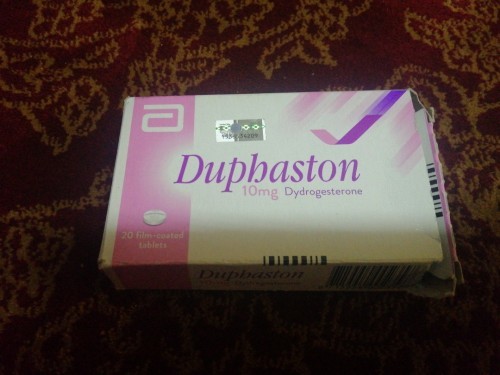 Duphaston
10mg Dydrogesterone
20 film-coated
tablets
Duphaston